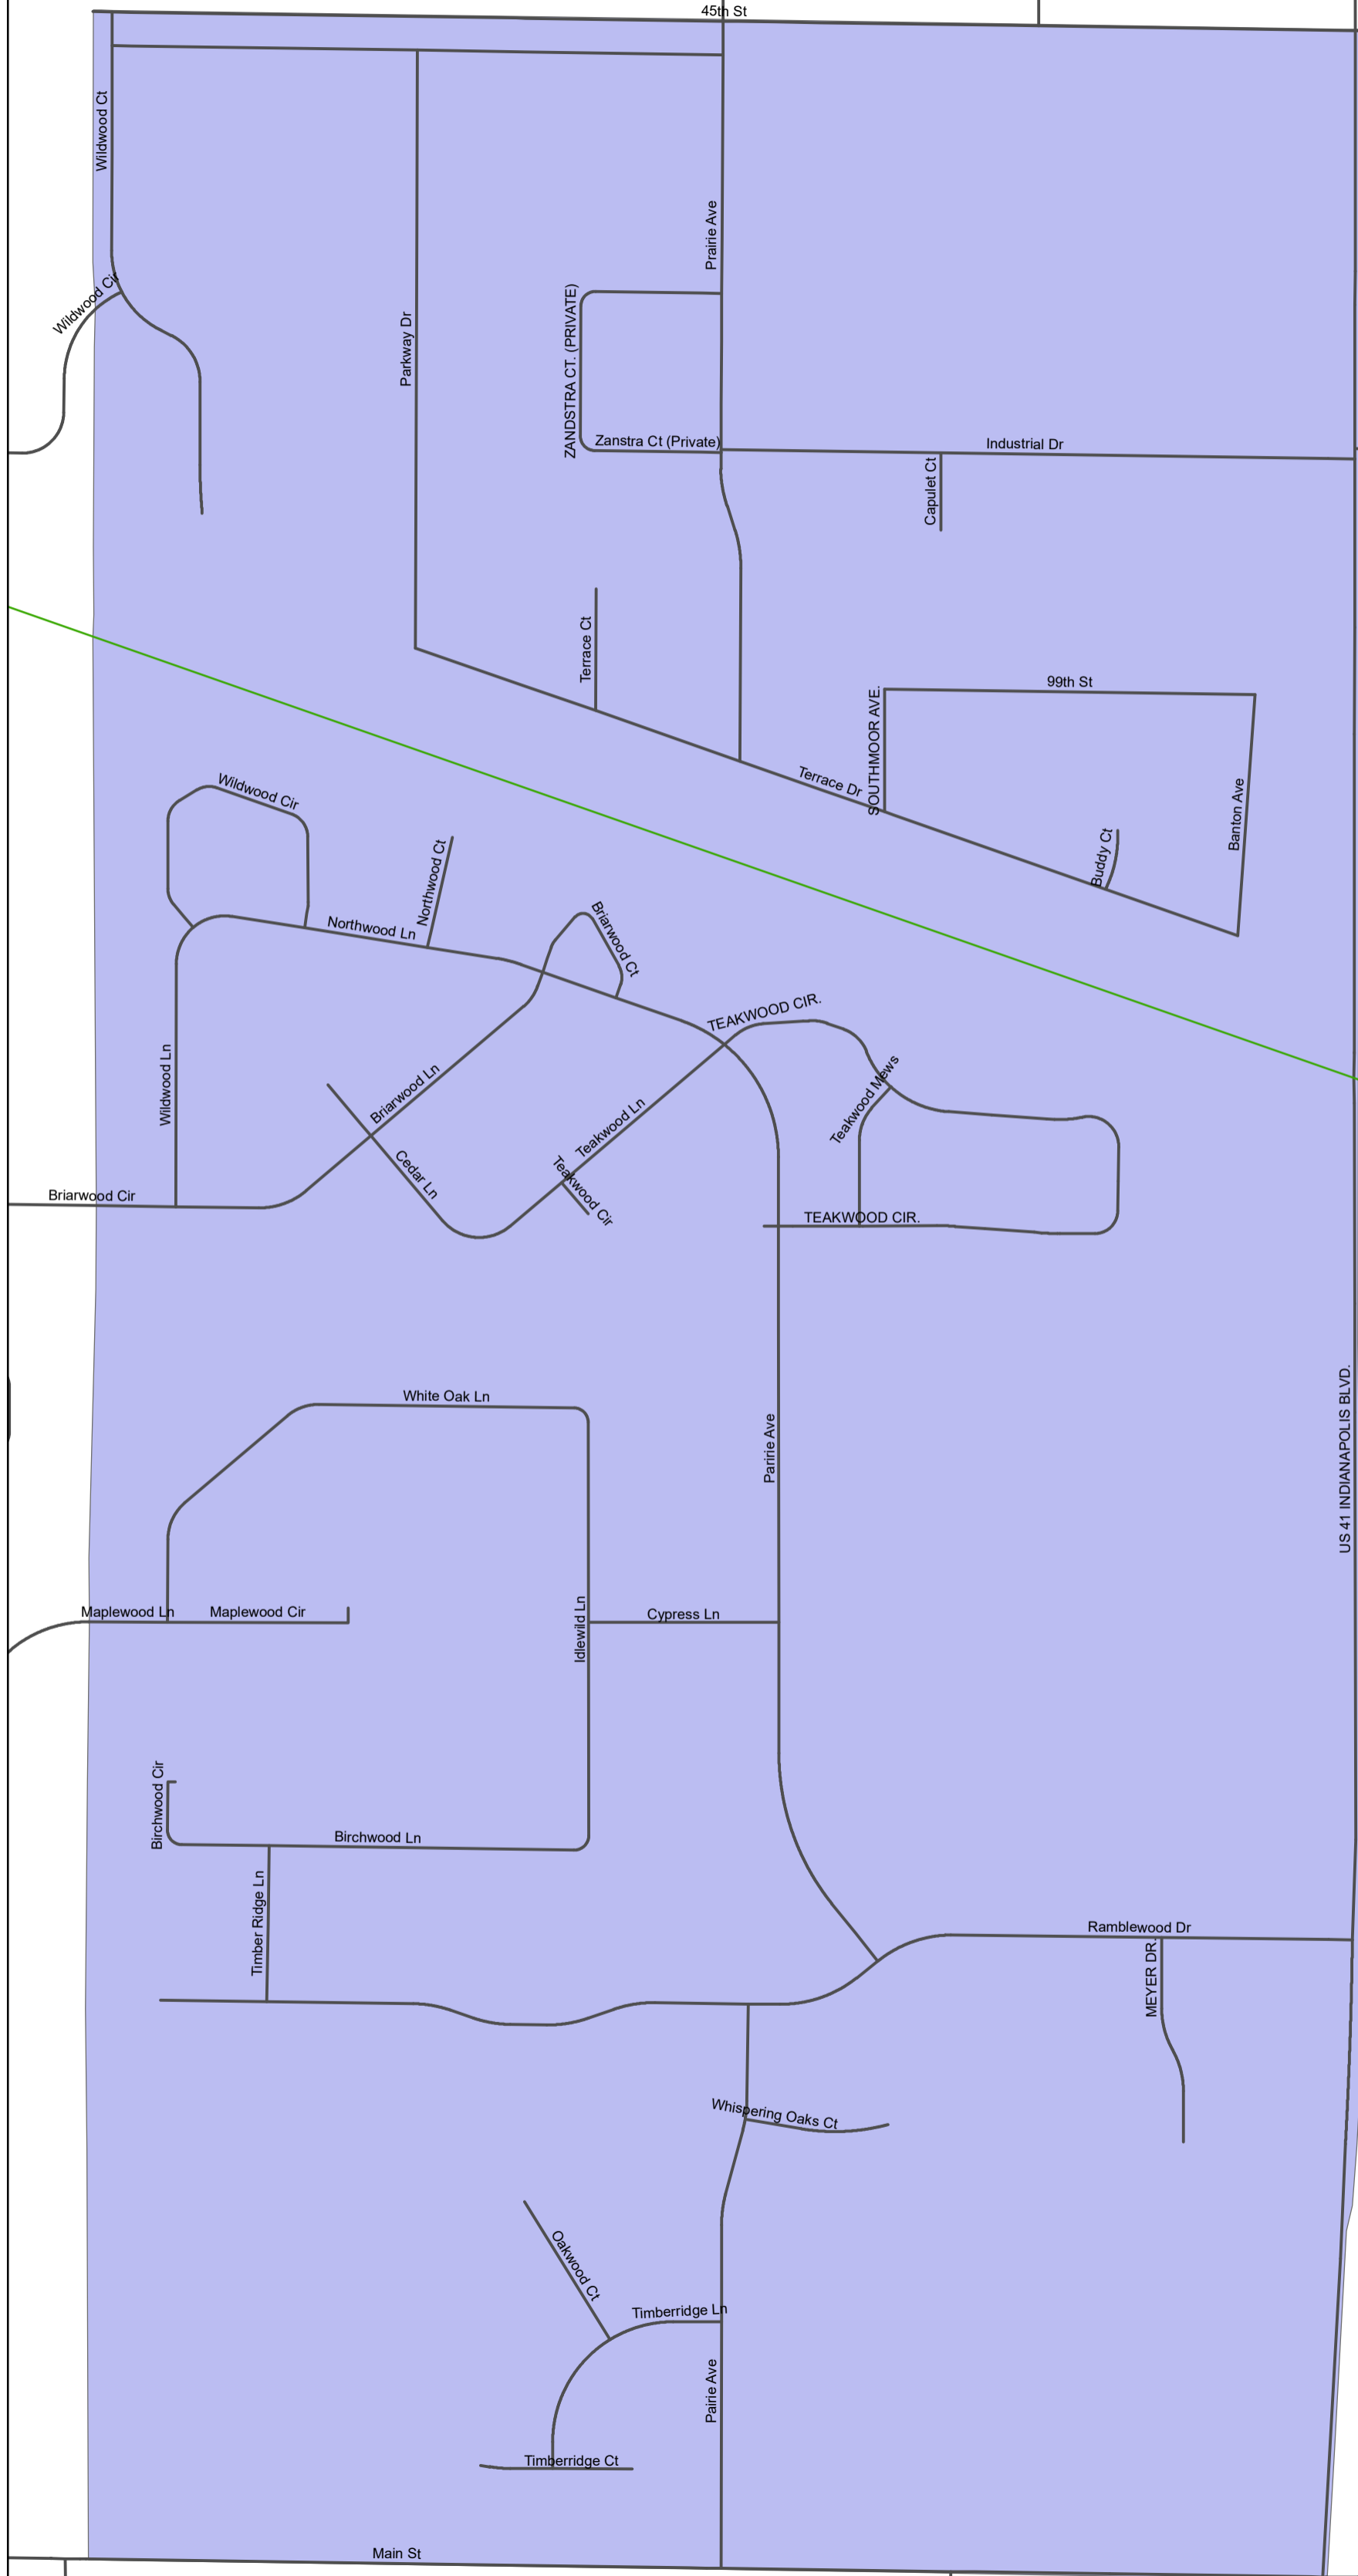 45th St
Wildwood Ct
Prairie Ave
Wildwood Cir
Parkway Dr
ZANDSTRA CT. (PRIVATE)
Zanstra Ct (Private)
Industrial Dr
Capulet Ct
Terrace Ct
99th St
SOUTHMOOR AVE.
Terrace Dr
Wildwood Cir
Banton Ave
Buddy Ct
Northwood Ct
Northwood Ln
Briarwood Ct
TEAKWOOD CIR.
Wildwood Ln
Briarwood Ln
Teakwood Mews
Teakwood Ln
Cedar Ln
Teakwood Cir
Briarwood Cir
TEAKWOOD CIR.
White Oak Ln
Paririe Ave
US 41 INDIANAPOLIS BLVD.
Maplewood Ln
Maplewood Cir
Idlewild Ln
Cypress Ln
Birchwood Cir
Birchwood Ln
Timber Ridge Ln
Ramblewood Dr
MEYER DR.
Whispering Oaks Ct
Oakwood Ct
Timberridge Ln
Pairie Ave
Timberridge Ct
Main St